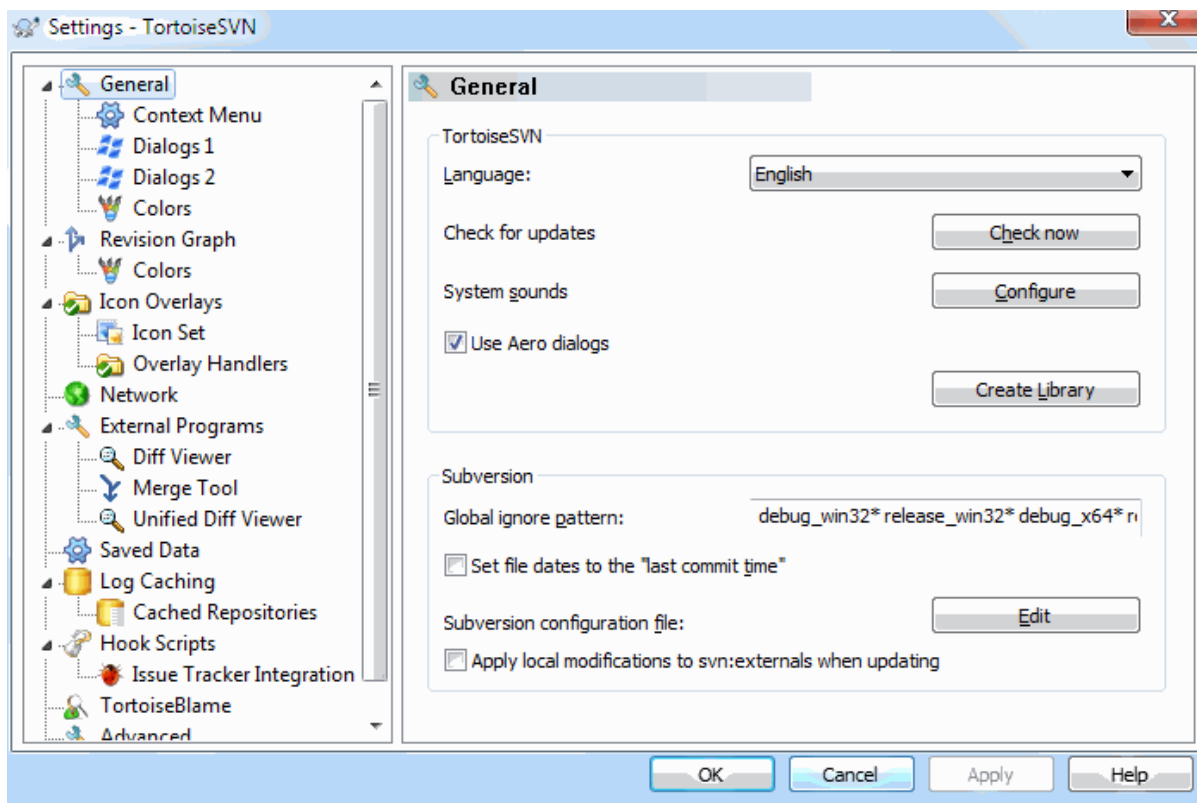 Settings - TortoiseSVN
General
Context Menu
Dialogs 1
Dialogs 2
Colors
Revision Graph
Colors
Icon Overlays
Icon Set
Overlay Handlers
Network
External Programs
Diff Viewer
Merge Tool
Unified Diff Viewer
Saved Data
Log Caching
Cached Repositories
Hook Scripts
Issue Tracker Integration
TortoiseBlame
Advanced
General
TortoiseSVN
Language: English
Check for updates Check now
System sounds Configure
Use Aero dialogs
Create Library
Subversion
Global ignore pattern: debug_win32* release_win32* debug_x64*
Set file dates to the "last commit time"
Subversion configuration file: Edit
Apply local modifications to svn:externals when updating
OK Cancel Apply Help